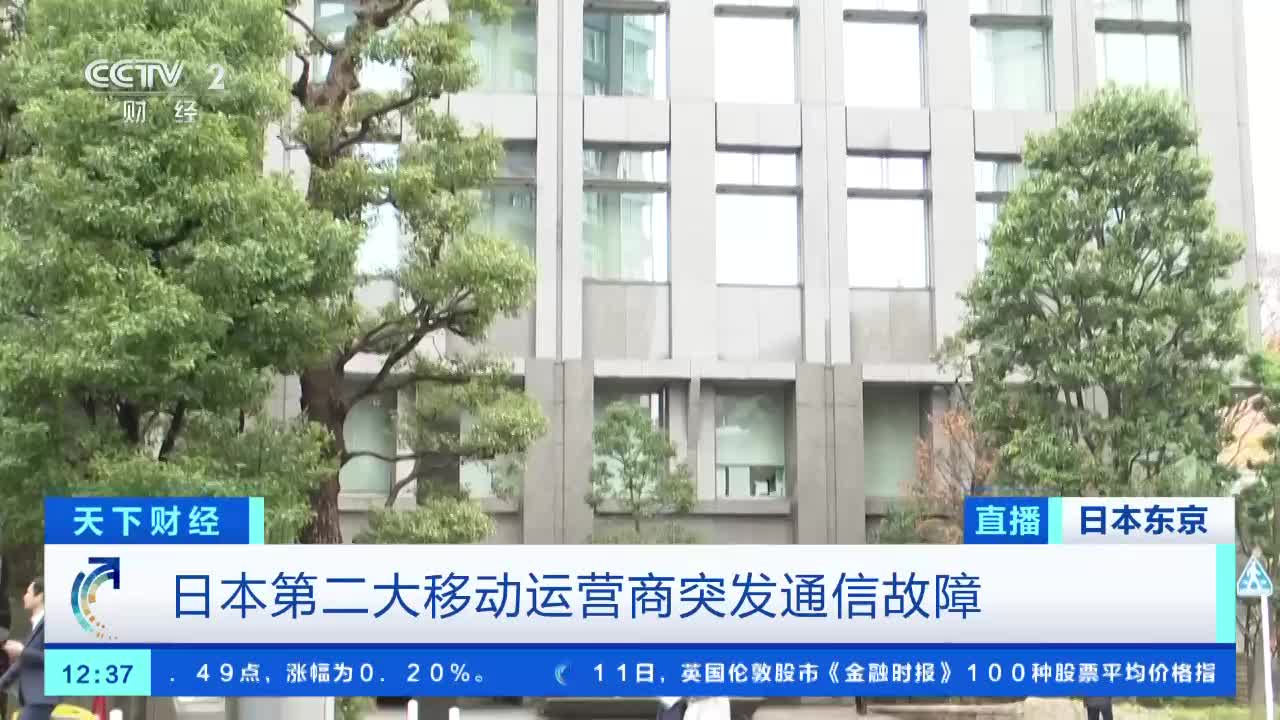 CCTV 2
财 经
天下财经
直播 日本东京
日本第二大移动运营商突发通信故障
12:37 . 49点，涨幅为0. 20%。 11日，英国伦敦股市《金融时报》100种股票平均价格指